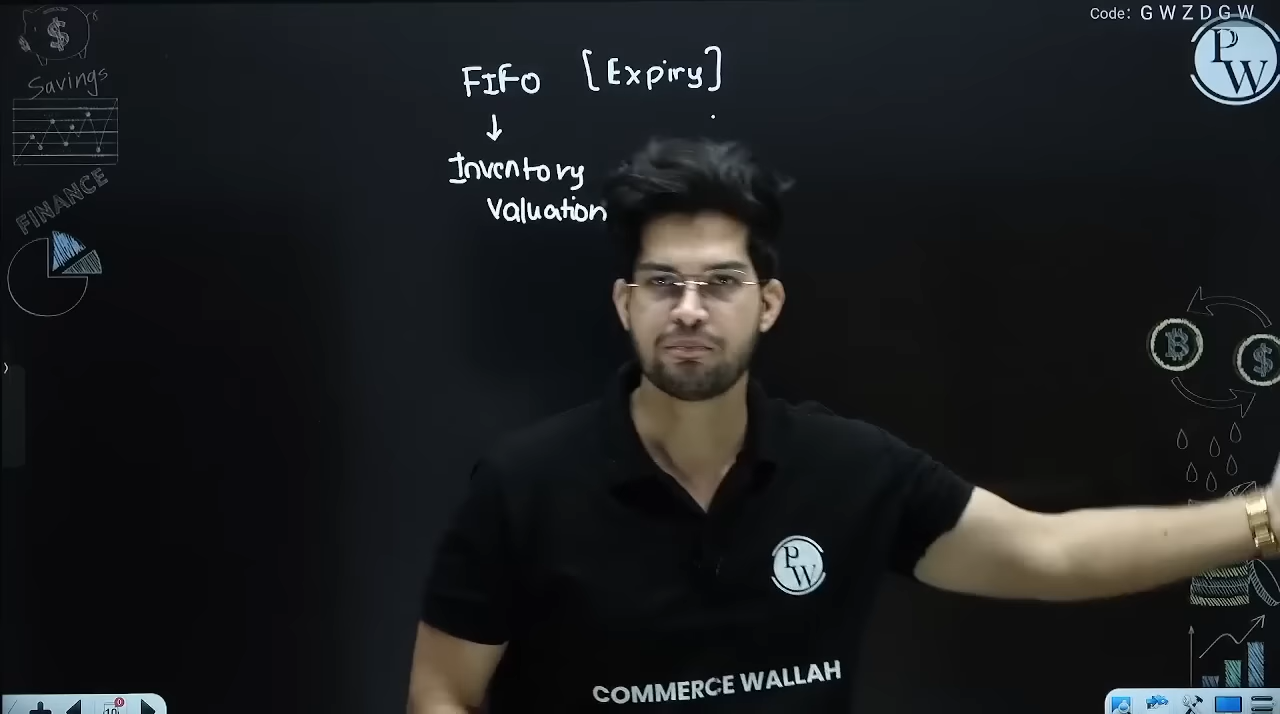 Code: G W Z D G W
P
W
Savings
FINANCE
FIFO [Expiry]
↓
Inventory
Valuation
P
W
COMMERCE WALLAH